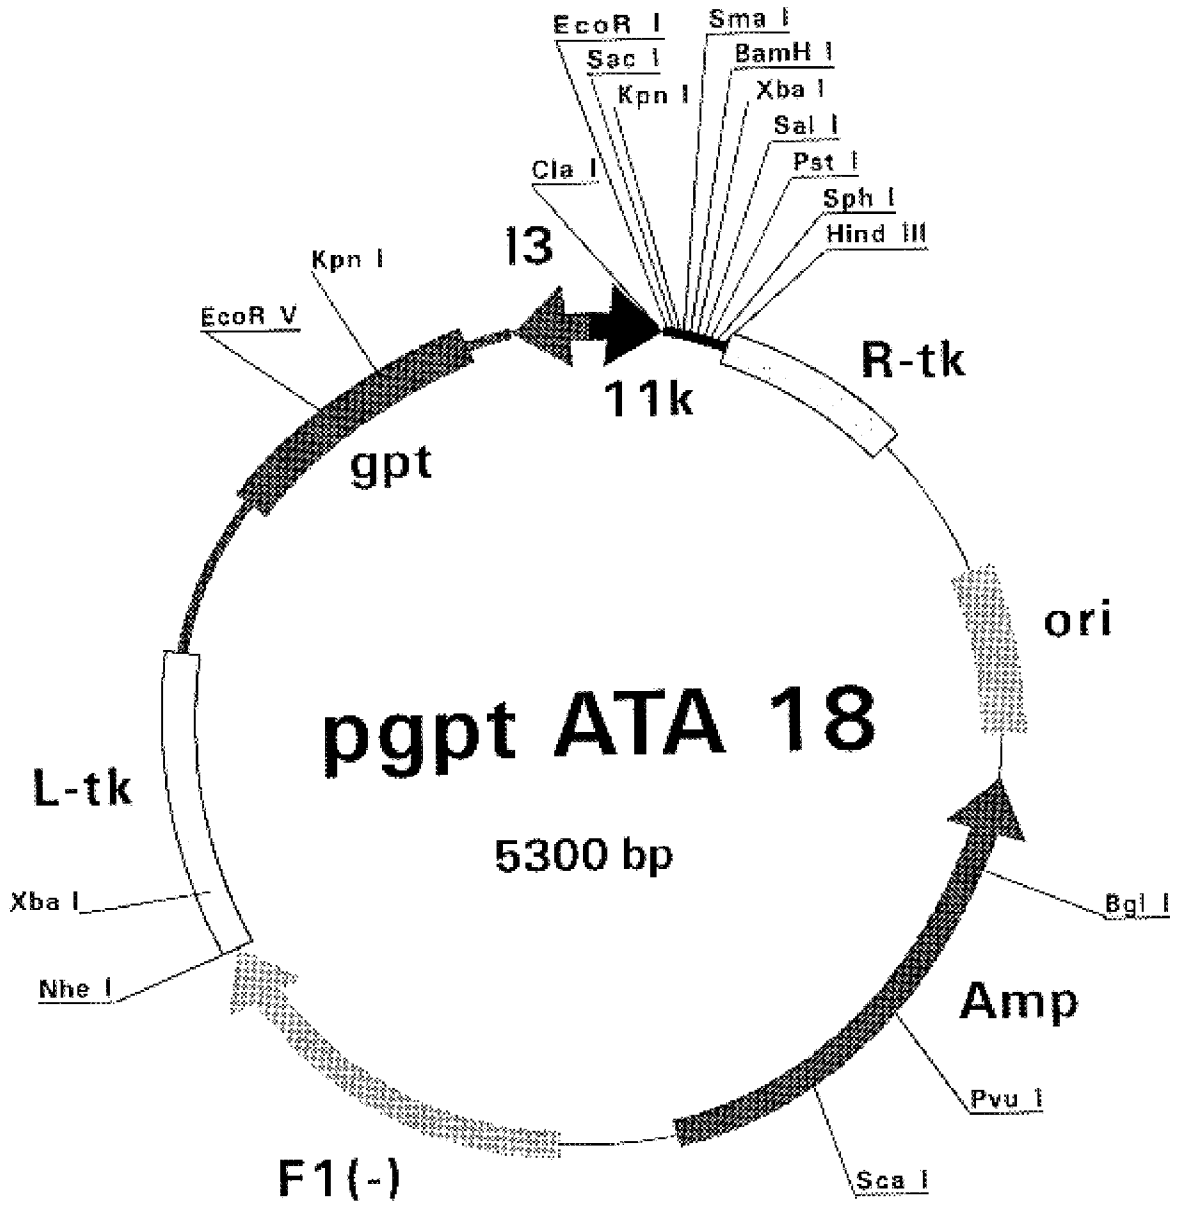 EcoR I
Sma I
Sac I
BamH I
Kpn I
Xba I
Sal I
Cla I
Pst I
Sph I
I3
Hind III
Kpn I
EcoR V
R-tk
11k
gpt
ori
pgpt ATA 18
L-tk
5300 bp
Xba I
Bgl I
Nhe I
Amp
Pvu I
F1(-)
Sca I